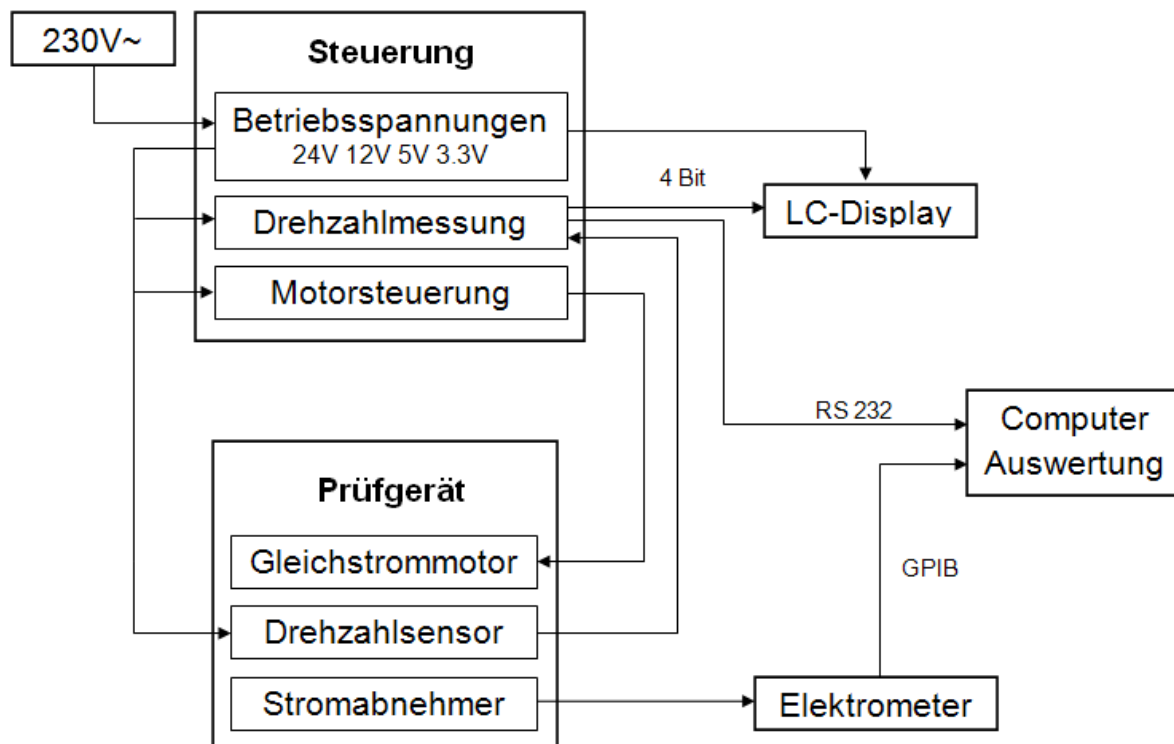 230V~
Steuerung
Betriebsspannungen
24V 12V 5V 3.3V
4 Bit
LC-Display
Drehzahlmessung
Motorsteuerung
RS 232
Computer
Auswertung
Prüfgerät
Gleichstrommotor
GPIB
Drehzahlsensor
Stromabnehmer
Elektrometer